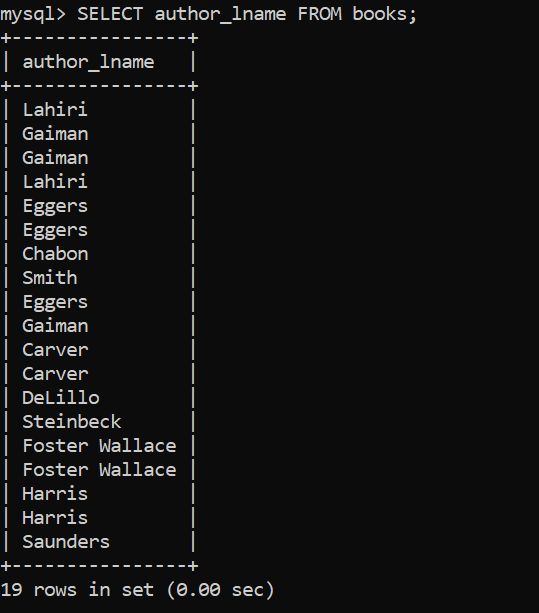 mysql> SELECT author_lname FROM books;
+----------------+
| author_lname   |
+----------------+
| Lahiri         |
| Gaiman         |
| Gaiman         |
| Lahiri         |
| Eggers         |
| Eggers         |
| Chabon         |
| Smith          |
| Eggers         |
| Gaiman         |
| Carver         |
| Carver         |
| DeLillo        |
| Steinbeck      |
| Foster Wallace |
| Foster Wallace |
| Harris         |
| Harris         |
| Saunders       |
+----------------+
19 rows in set (0.00 sec)